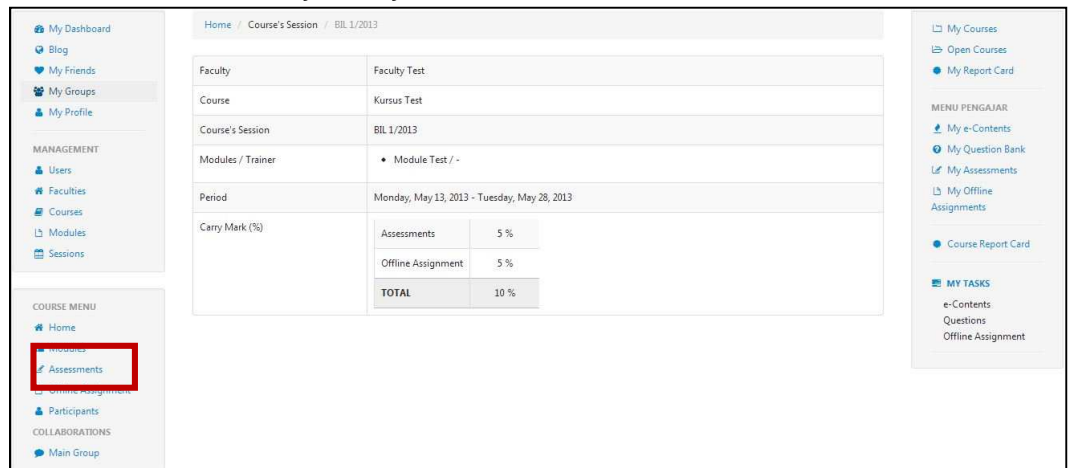 My Dashboard
Blog
My Friends
My Groups
My Profile
MANAGEMENT
Users
Faculties
Courses
Modules
Sessions
COURSE MENU
Home
Modules
Assessments
Offline Assignment
Participants
COLLABORATIONS
Main Group
Home / Course's Session / BIL 1/2013
Faculty Faculty Test
Course Kursus Test
Course's Session BIL 1/2013
Modules / Trainer • Module Test / -
Period Monday, May 13, 2013 - Tuesday, May 28, 2013
Carry Mark (%)
Assessments 5 %
Offline Assignment 5 %
TOTAL 10 %
My Courses
Open Courses
My Report Card
MENU PENGAJAR
My e-Contents
My Question Bank
My Assessments
My Offline
Assignments
Course Report Card
MY TASKS
e-Contents
Questions
Offline Assignment